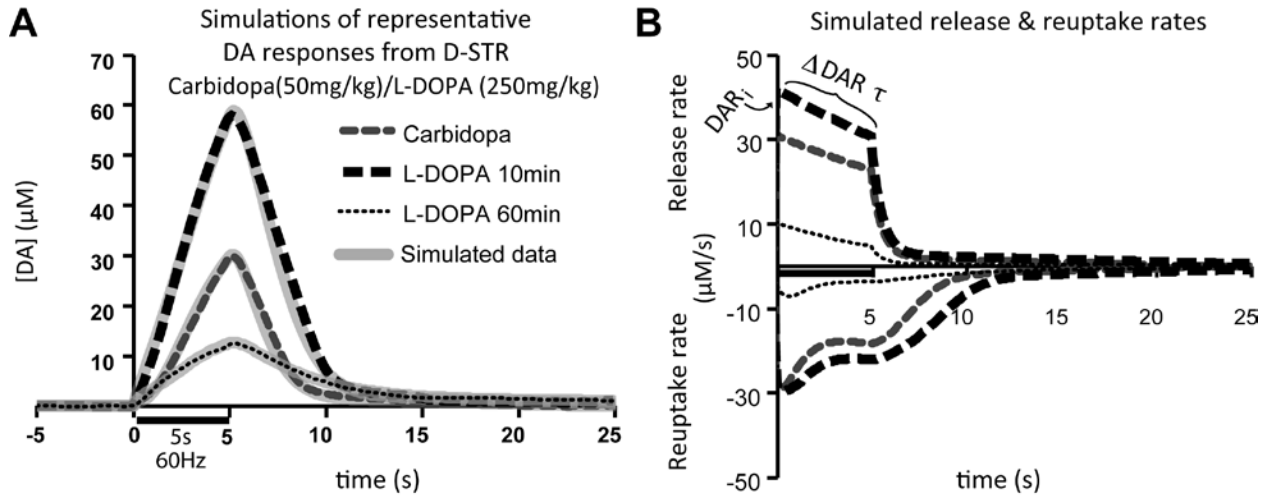 A
Simulations of representative
DA responses from D-STR
Carbidopa(50mg/kg)/L-DOPA (250mg/kg)
70
60
50
40
30
20
10
[DA] (µM)
Carbidopa
L-DOPA 10min
L-DOPA 60min
Simulated data
-5
0
5
10
15
20
25
5s
60Hz
time (s)
B
Simulated release & reuptake rates
50
30
10
-10
-30
-50
Release rate
(µM/s)
Reuptake rate
DARi
Δ DAR τ
5
10
15
20
25
time (s)